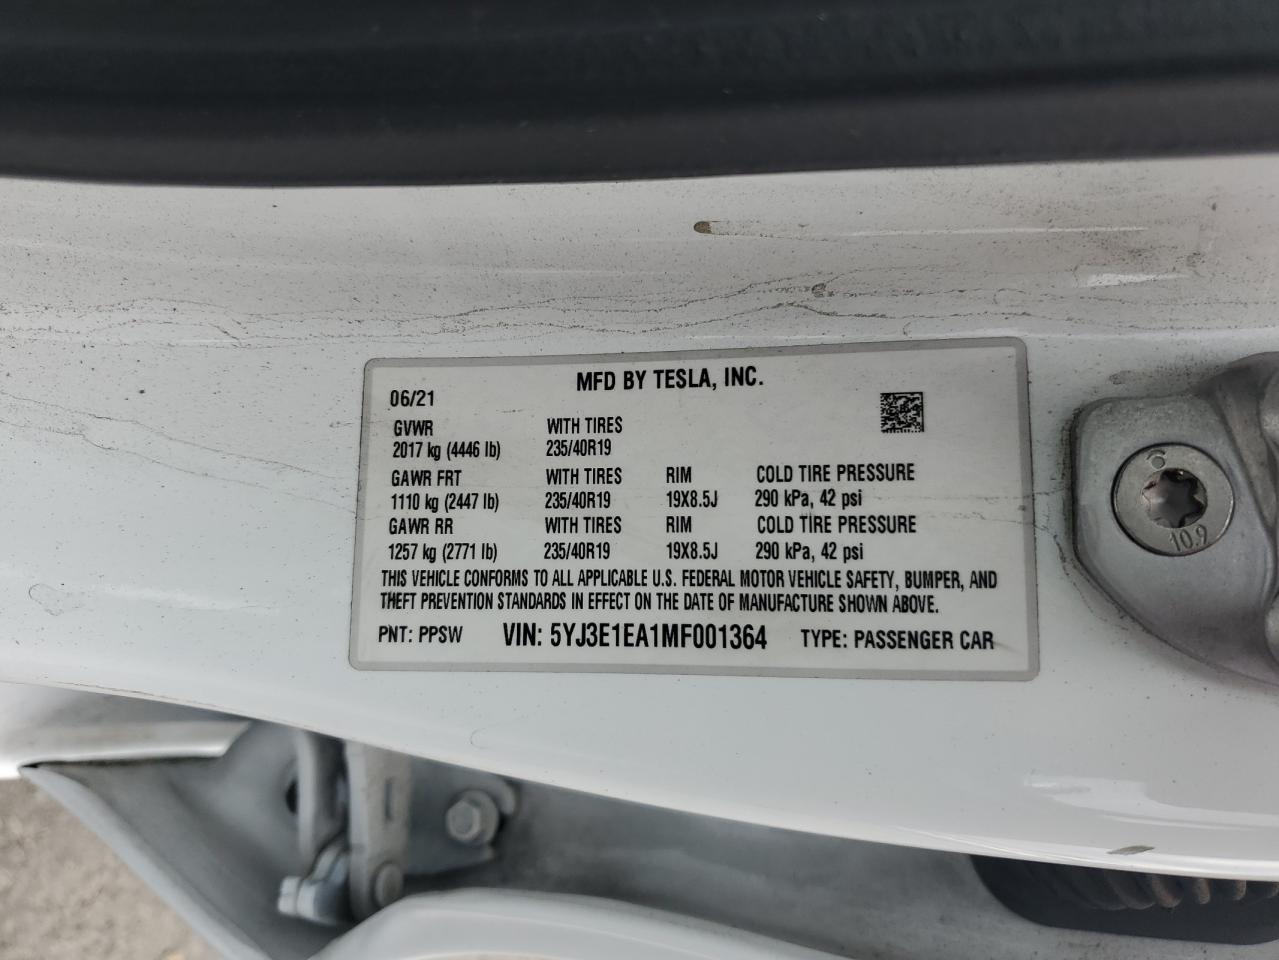 MFD BY TESLA, INC.
06/21
GVWR WITH TIRES
2017 kg (4446 lb) 235/40R19
GAWR FRT WITH TIRES RIM COLD TIRE PRESSURE
1110 kg (2447 lb) 235/40R19 19X8.5J 290 kPa, 42 psi
GAWR RR WITH TIRES RIM COLD TIRE PRESSURE
1257 kg (2771 lb) 235/40R19 19X8.5J 290 kPa, 42 psi
THIS VEHICLE CONFORMS TO ALL APPLICABLE U.S. FEDERAL MOTOR VEHICLE SAFETY, BUMPER, AND
THEFT PREVENTION STANDARDS IN EFFECT ON THE DATE OF MANUFACTURE SHOWN ABOVE.
PNT: PPSW VIN: 5YJ3E1EA1MF001364 TYPE: PASSENGER CAR
10.9